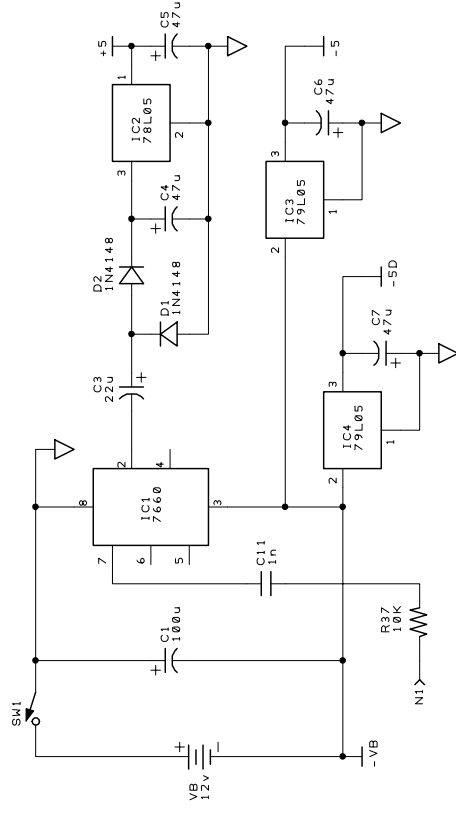 SW1
VB
12v
-VB
C1
100u
N1
R37
10K
C11
1n
IC1
7660
8
7
6
5
2
4
3
C3
22u
D1
1N4148
D2
1N4148
C4
47u
IC2
78L05
3
1
2
C5
47u
+5
IC3
79L05
2
3
1
C6
47u
-5
IC4
79L05
2
3
1
C7
47u
-5D